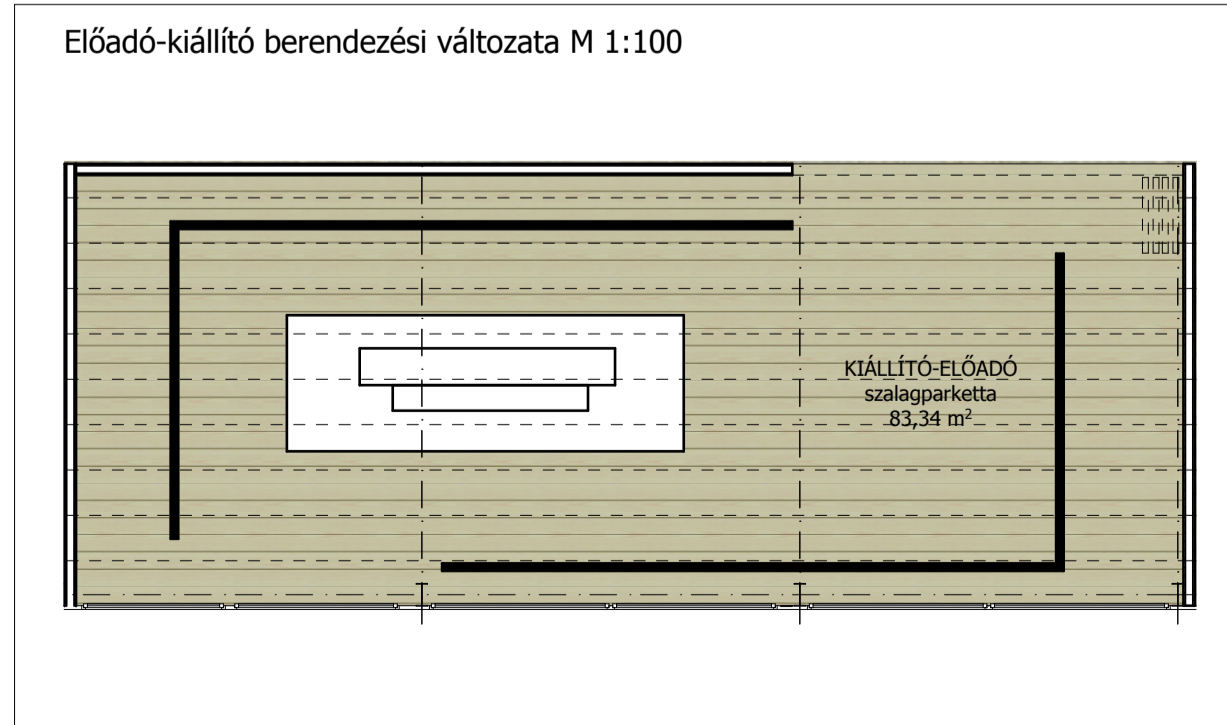 Előadó-kiállító berendezési változata M 1:100
KIÁLLÍTÓ-ELŐADÓ
szalagparketta
83,34 m²